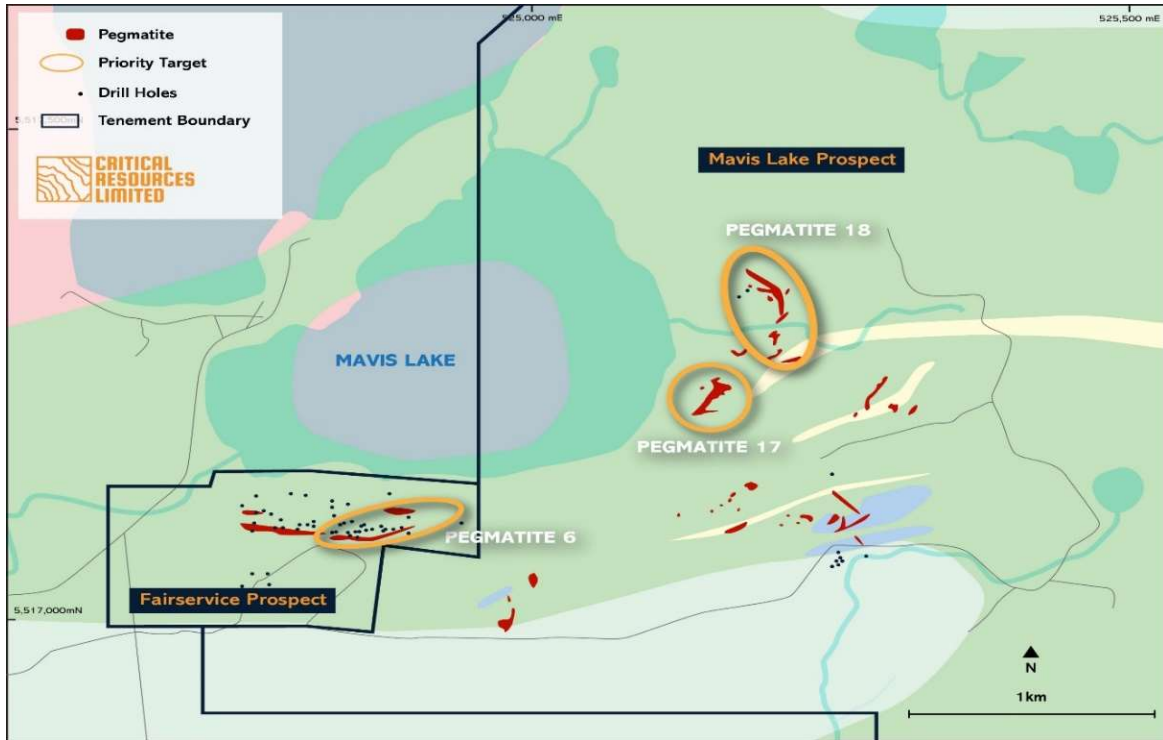 525,000 mE
525,500 mE
Pegmatite
Priority Target
Drill Holes
Tenement Boundary
CRITICAL
RESOURCES
LIMITED
Mavis Lake Prospect
PEGMATITE 18
MAVIS LAKE
PEGMATITE 17
PEGMATITE 6
Fairservice Prospect
5,517,000mN
N
1km